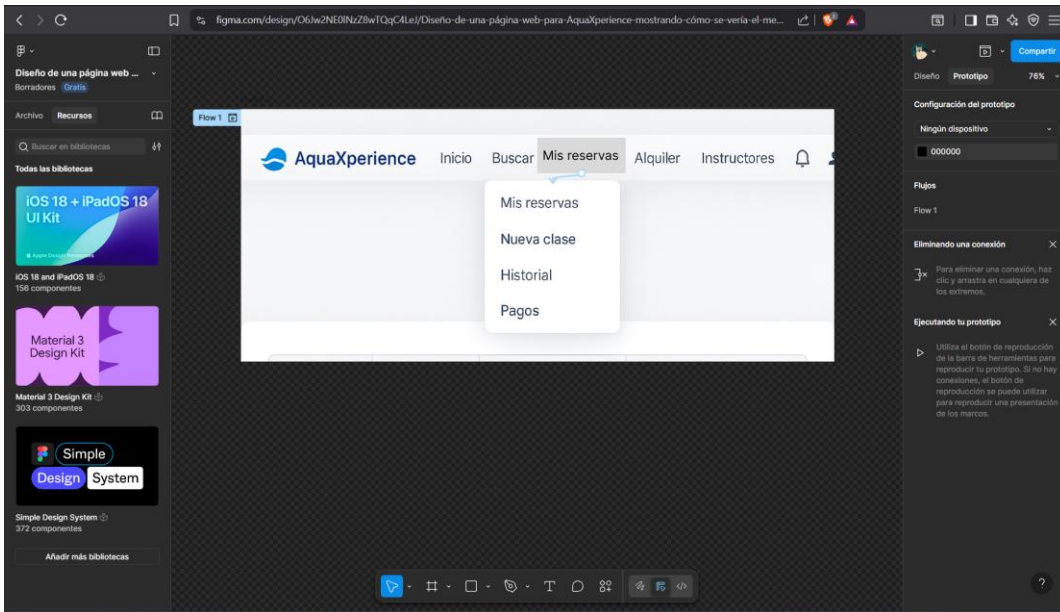 figma.com/design/O6Jw2NE0lNzZ8wTQqC4LeJ/Diseño-de-una-página-web-para-AquaXperience-mostrando-cómo-se-vería-el-me...
Diseño de una página web ...
Borradores Gratis
Archivo Recursos
Buscar en bibliotecas
Todas las bibliotecas
iOS 18 + iPadOS 18
UI Kit
Apple Design Resources
iOS 18 and iPadOS 18
156 componentes
Material 3
Design Kit
Material 3 Design Kit
303 componentes
Simple
Design System
Simple Design System
372 componentes
Añadir más bibliotecas
Flow 1
AquaXperience Inicio Buscar Mis reservas Alquiler Instructores
Mis reservas
Nueva clase
Historial
Pagos
Compartir
Diseño Prototipo 76%
Configuración del prototipo
Ningún dispositivo
000000
Flujos
Flow 1
Eliminando una conexión
Para eliminar una conexión, haz
clic y arrastra en cualquiera de
los extremos.
Ejecutando tu prototipo
Utiliza el botón de reproducción
de la barra de herramientas para
reproducir tu prototipo. Si no hay
conexiones, el botón de
reproducción se puede utilizar
para reproducir una presentación
de los marcos.
?